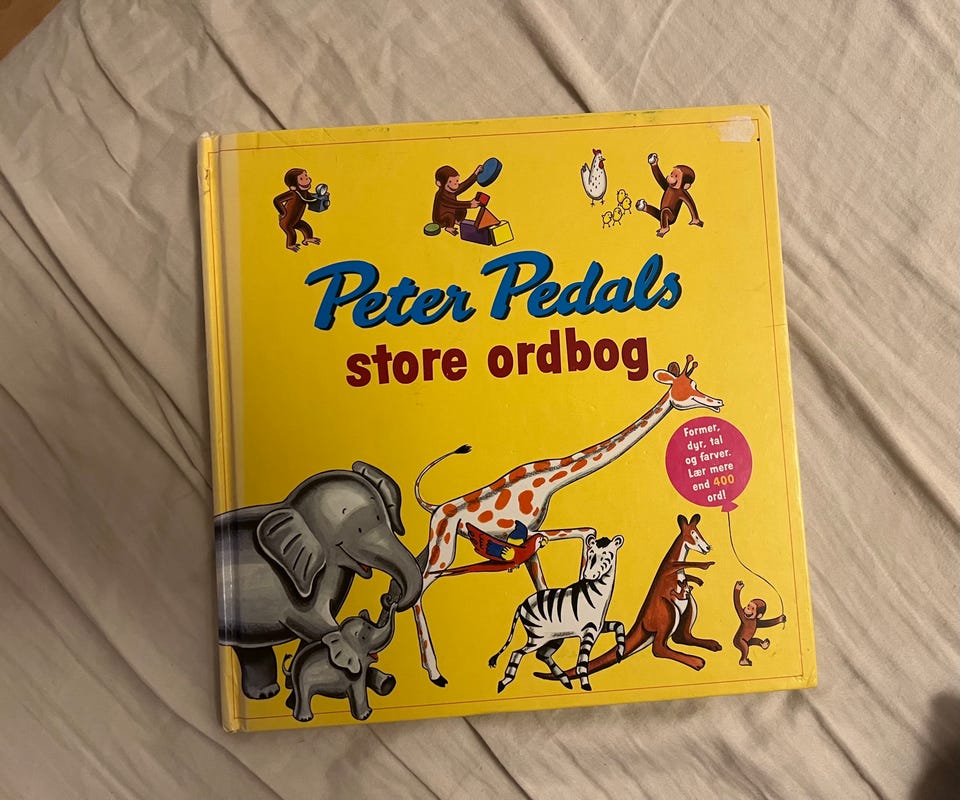 Peter Pedals
store ordbog
Former,
dyr, tal
og farver.
Lær mere
end 400
ord!